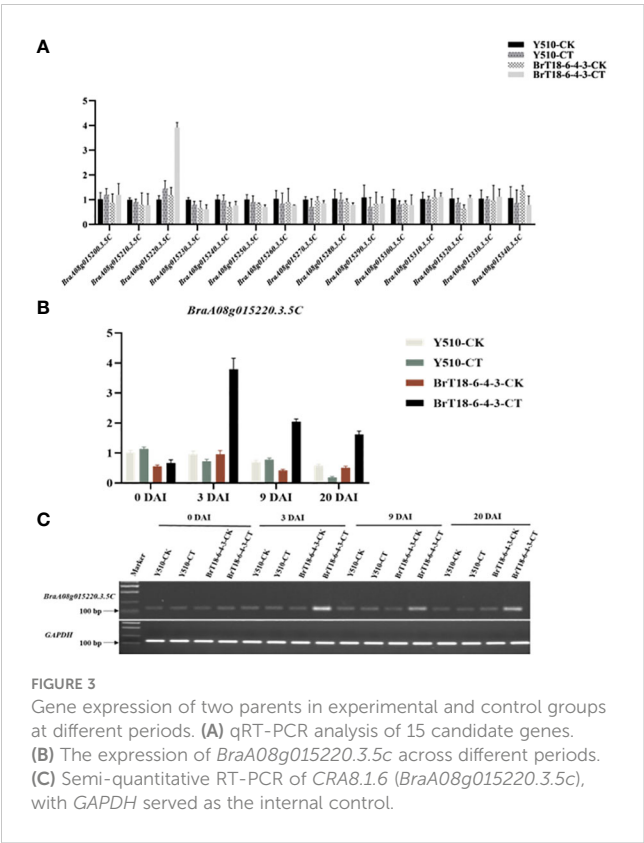 A
Y510-CK
Y510-CT
BrT18-6-4-3-CK
BrT18-6-4-3-CT
5
4
3
2
1
0
BraA08g015200.3.5C
BraA08g015210.3.5C
BraA08g015220.3.5C
BraA08g015230.3.5C
BraA08g015240.3.5C
BraA08g015250.3.5C
BraA08g015260.3.5C
BraA08g015270.3.5C
BraA08g015280.3.5C
BraA08g015290.3.5C
BraA08g015300.3.5C
BraA08g015310.3.5C
BraA08g015320.3.5C
BraA08g015330.3.5C
BraA08g015340.3.5C
B
BraA08g015220.3.5C
5
4
3
2
1
0
0 DAI
3 DAI
9 DAI
20 DAI
Y510-CK
Y510-CT
BrT18-6-4-3-CK
BrT18-6-4-3-CT
C
0 DAI
3 DAI
9 DAI
20 DAI
Marker
Y510-CK
Y510-CT
BrT18-6-4-3-CK
BrT18-6-4-3-CT
Y510-CK
Y510-CT
BrT18-6-4-3-CK
BrT18-6-4-3-CT
Y510-CK
Y510-CT
BrT18-6-4-3-CK
BrT18-6-4-3-CT
Y510-CK
Y510-CT
BrT18-6-4-3-CK
BrT18-6-4-3-CT
BraA08g015220.3.5C
100 bp
GAPDH
100 bp
FIGURE 3
Gene expression of two parents in experimental and control groups
at different periods. (A) qRT-PCR analysis of 15 candidate genes.
(B) The expression of BraA08g015220.3.5c across different periods.
(C) Semi-quantitative RT-PCR of CRA8.1.6 (BraA08g015220.3.5c),
with GAPDH served as the internal control.